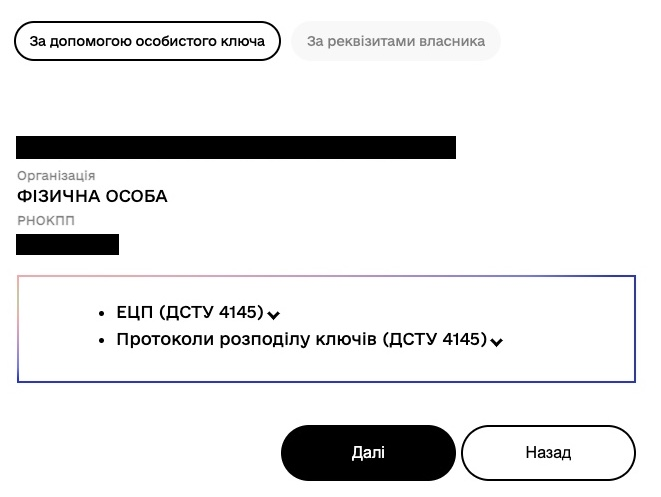 За допомогою особистого ключа
За реквізитами власника
Організація
ФІЗИЧНА ОСОБА
РНОКПП
• ЕЦП (ДСТУ 4145)
• Протоколи розподілу ключів (ДСТУ 4145)
Далі
Назад